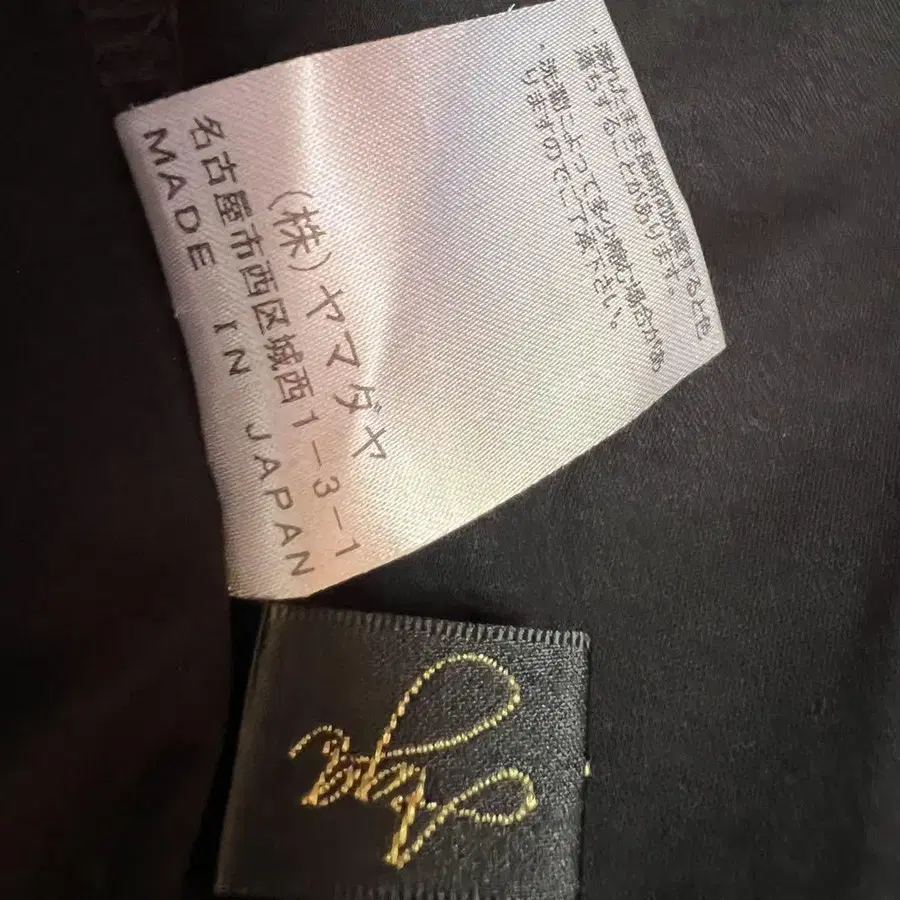 ・濡れたまま長時間放置すると色
落ちすることがあります。
・洗濯によって多少縮む場合があ
りますのでご了承下さい。
(株)ヤマダヤ
名古屋市西区城西1-3-1
MADE IN JAPAN